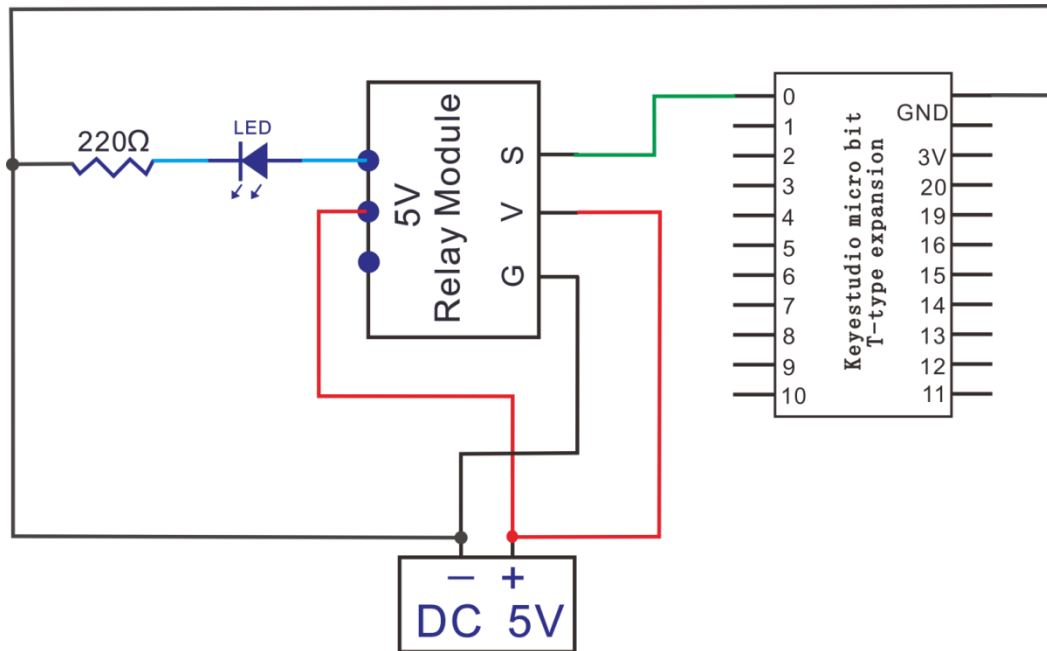 220Ω
LED
5V
Relay Module
S
V
G
0
1
2
3
4
5
6
7
8
9
10
Keyestudio micro bit
T-type expansion
GND
3V
20
19
16
15
14
13
12
11
− +
DC 5V